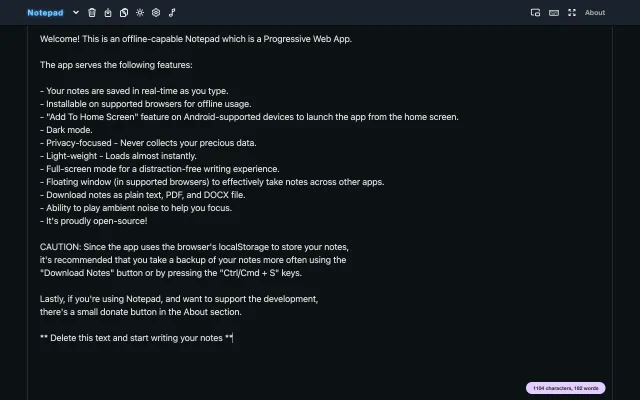 Notepad
About
Welcome! This is an offline-capable Notepad which is a Progressive Web App.
The app serves the following features:
- Your notes are saved in real-time as you type.
- Installable on supported browsers for offline usage.
- "Add To Home Screen" feature on Android-supported devices to launch the app from the home screen.
- Dark mode.
- Privacy-focused - Never collects your precious data.
- Light-weight - Loads almost instantly.
- Full-screen mode for a distraction-free writing experience.
- Floating window (in supported browsers) to effectively take notes across other apps.
- Download notes as plain text, PDF, and DOCX file.
- Ability to play ambient noise to help you focus.
- It's proudly open-source!
CAUTION: Since the app uses the browser's localStorage to store your notes,
it's recommended that you take a backup of your notes more often using the
"Download Notes" button or by pressing the "Ctrl/Cmd + S" keys.
Lastly, if you're using Notepad, and want to support the development,
there's a small donate button in the About section.
** Delete this text and start writing your notes **
1104 characters, 182 words